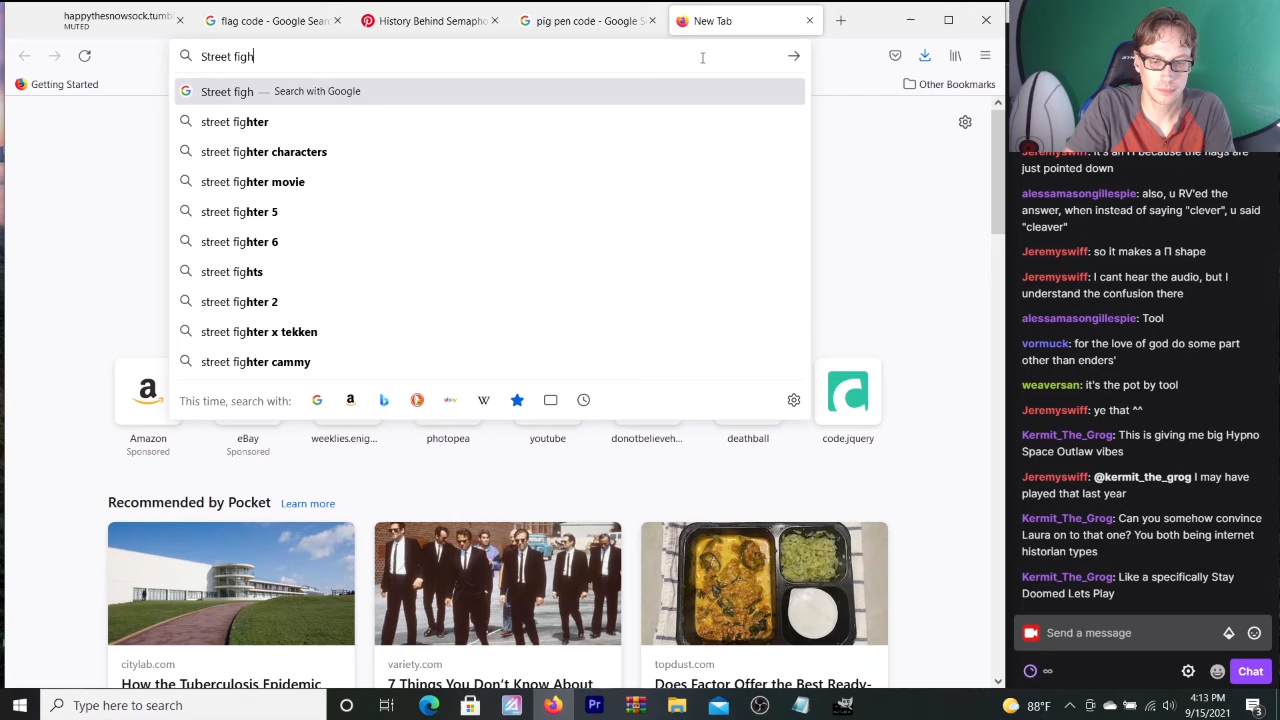 happythesnowsock.tumb
MUTED
flag code - Google Sear
History Behind Semapho
pig pen code - Google S
New Tab
Street figh
Getting Started
Other Bookmarks
Street figh — Search with Google
street fighter
street fighter characters
street fighter movie
street fighter 5
street fighter 6
street fights
street fighter 2
street fighter x tekken
street fighter cammy
This time, search with:
Amazon
Sponsored
eBay
Sponsored
weeklies.enig...
photopea
youtube
donotbelieveh...
deathball
code.jquery
Recommended by Pocket
Learn more
citylab.com
How the Tuberculosis Epidemic
variety.com
7 Things You Don't Know About
topdust.com
Does Factor Offer the Best Ready-
Jeremyswiff: it's an Π because the flags are
just pointed down
alessamasongillespie: also, u RV'ed the
answer, when instead of saying "clever", u said
"cleaver"
Jeremyswiff: so it makes a Π shape
Jeremyswiff: I cant hear the audio, but I
understand the confusion there
alessamasongillespie: Tool
vormuck: for the love of god do some part
other than enders'
weaversan: it's the pot by tool
Jeremyswiff: ye that ^^
Kermit_The_Grog: This is giving me big Hypno
Space Outlaw vibes
Jeremyswiff: @kermit_the_grog I may have
played that last year
Kermit_The_Grog: Can you somehow convince
Laura on to that one? You both being internet
historian types
Kermit_The_Grog: Like a specifically Stay
Doomed Lets Play
Send a message
∞
Chat
Type here to search
88°F
4:13 PM
9/15/2021
3